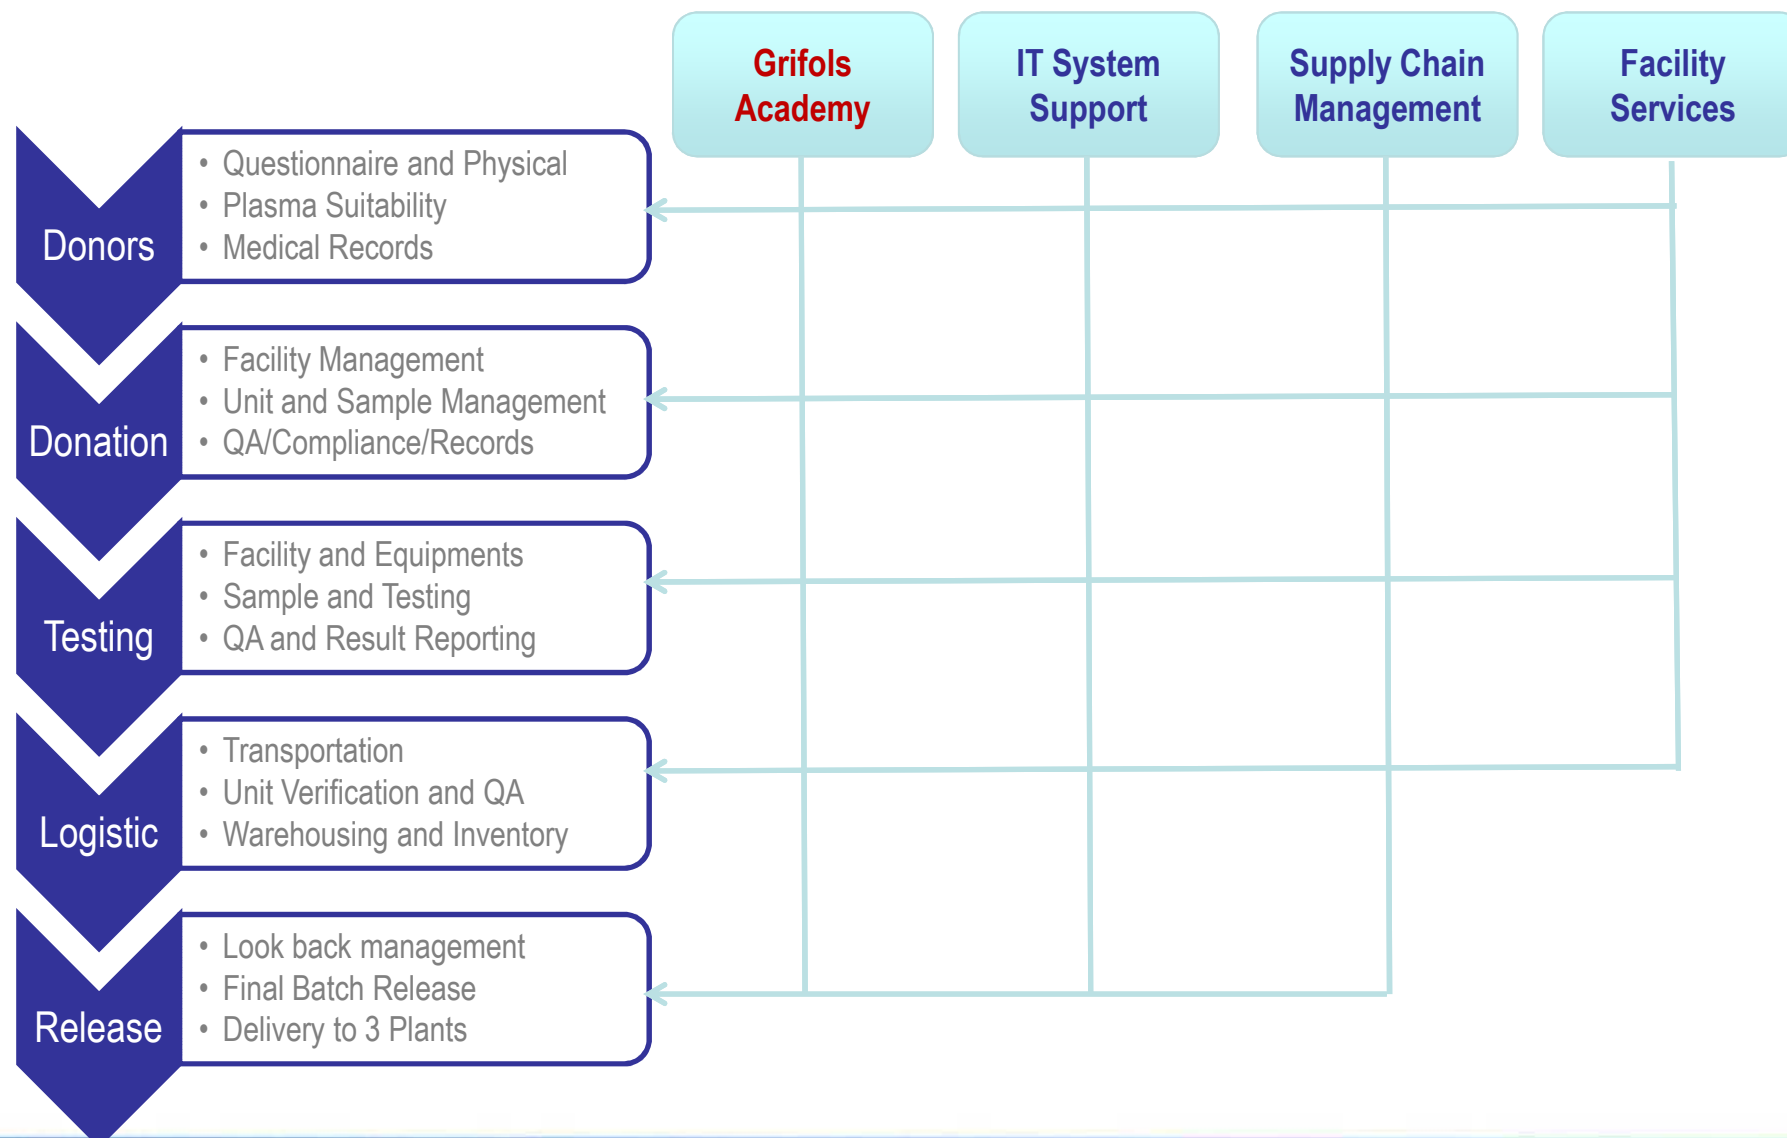 Grifols
Academy
IT System
Support
Supply Chain
Management
Facility
Services
Donors
• Questionnaire and Physical
• Plasma Suitability
• Medical Records
Donation
• Facility Management
• Unit and Sample Management
• QA/Compliance/Records
Testing
• Facility and Equipments
• Sample and Testing
• QA and Result Reporting
Logistic
• Transportation
• Unit Verification and QA
• Warehousing and Inventory
Release
• Look back management
• Final Batch Release
• Delivery to 3 Plants